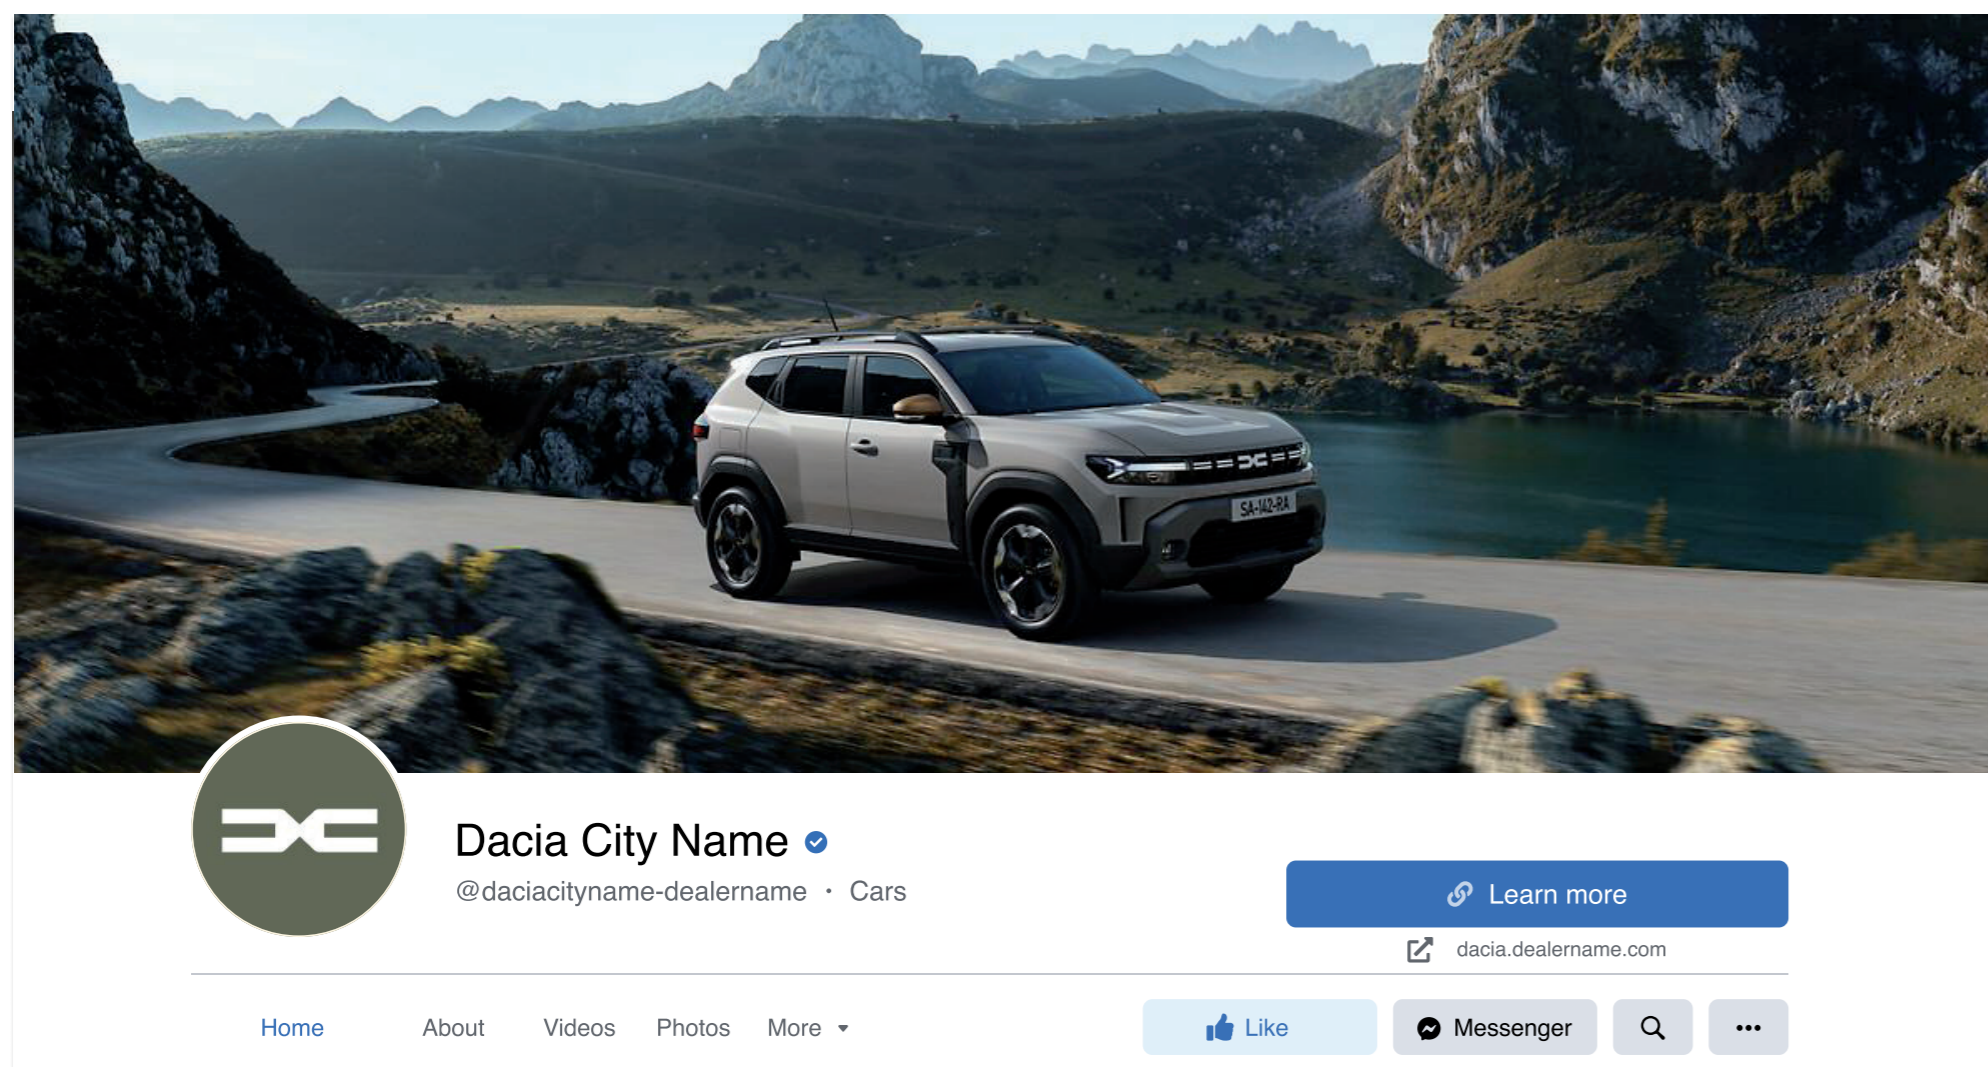 SA-142-RA
Dacia City Name
@daciacityname-dealername · Cars
Learn more
dacia.dealername.com
Home About Videos Photos More
Like Messenger